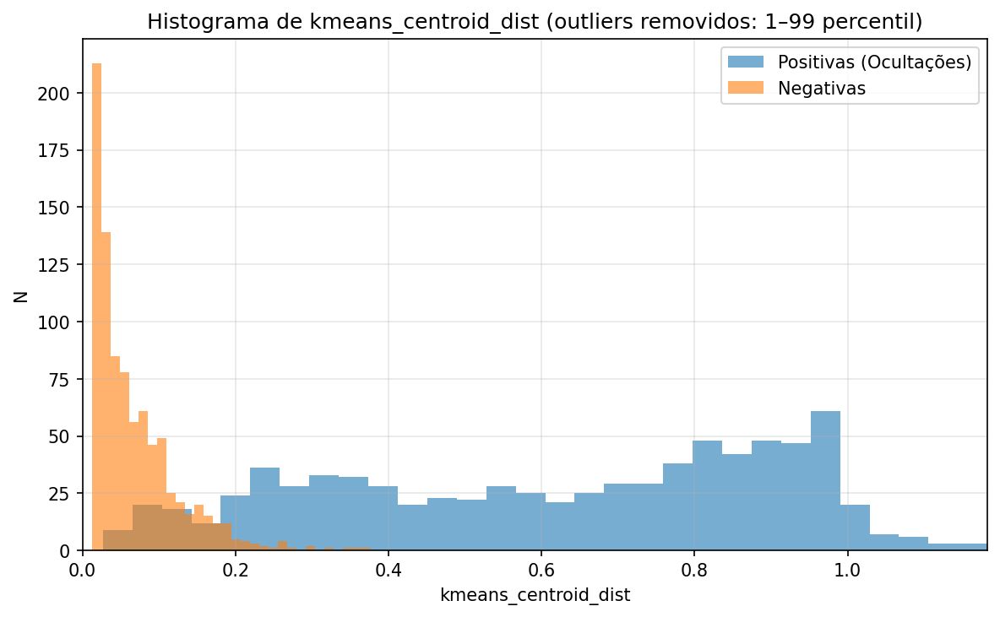 Histograma de kmeans_centroid_dist (outliers removidos: 1–99 percentil)
Positivas (Ocultações)
Negativas
200
175
150
125
100
75
50
25
0
N
0.0 0.2 0.4 0.6 0.8 1.0
kmeans_centroid_dist